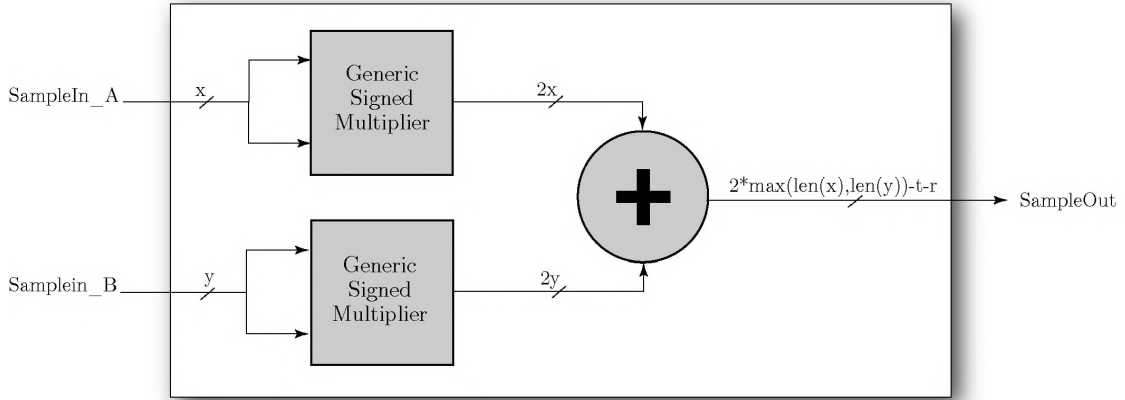 SampleIn_A
x
Generic
Signed
Multiplier
2x
2*max(len(x),len(y))-t-r
SampleOut
Samplein_B
y
Generic
Signed
Multiplier
2y